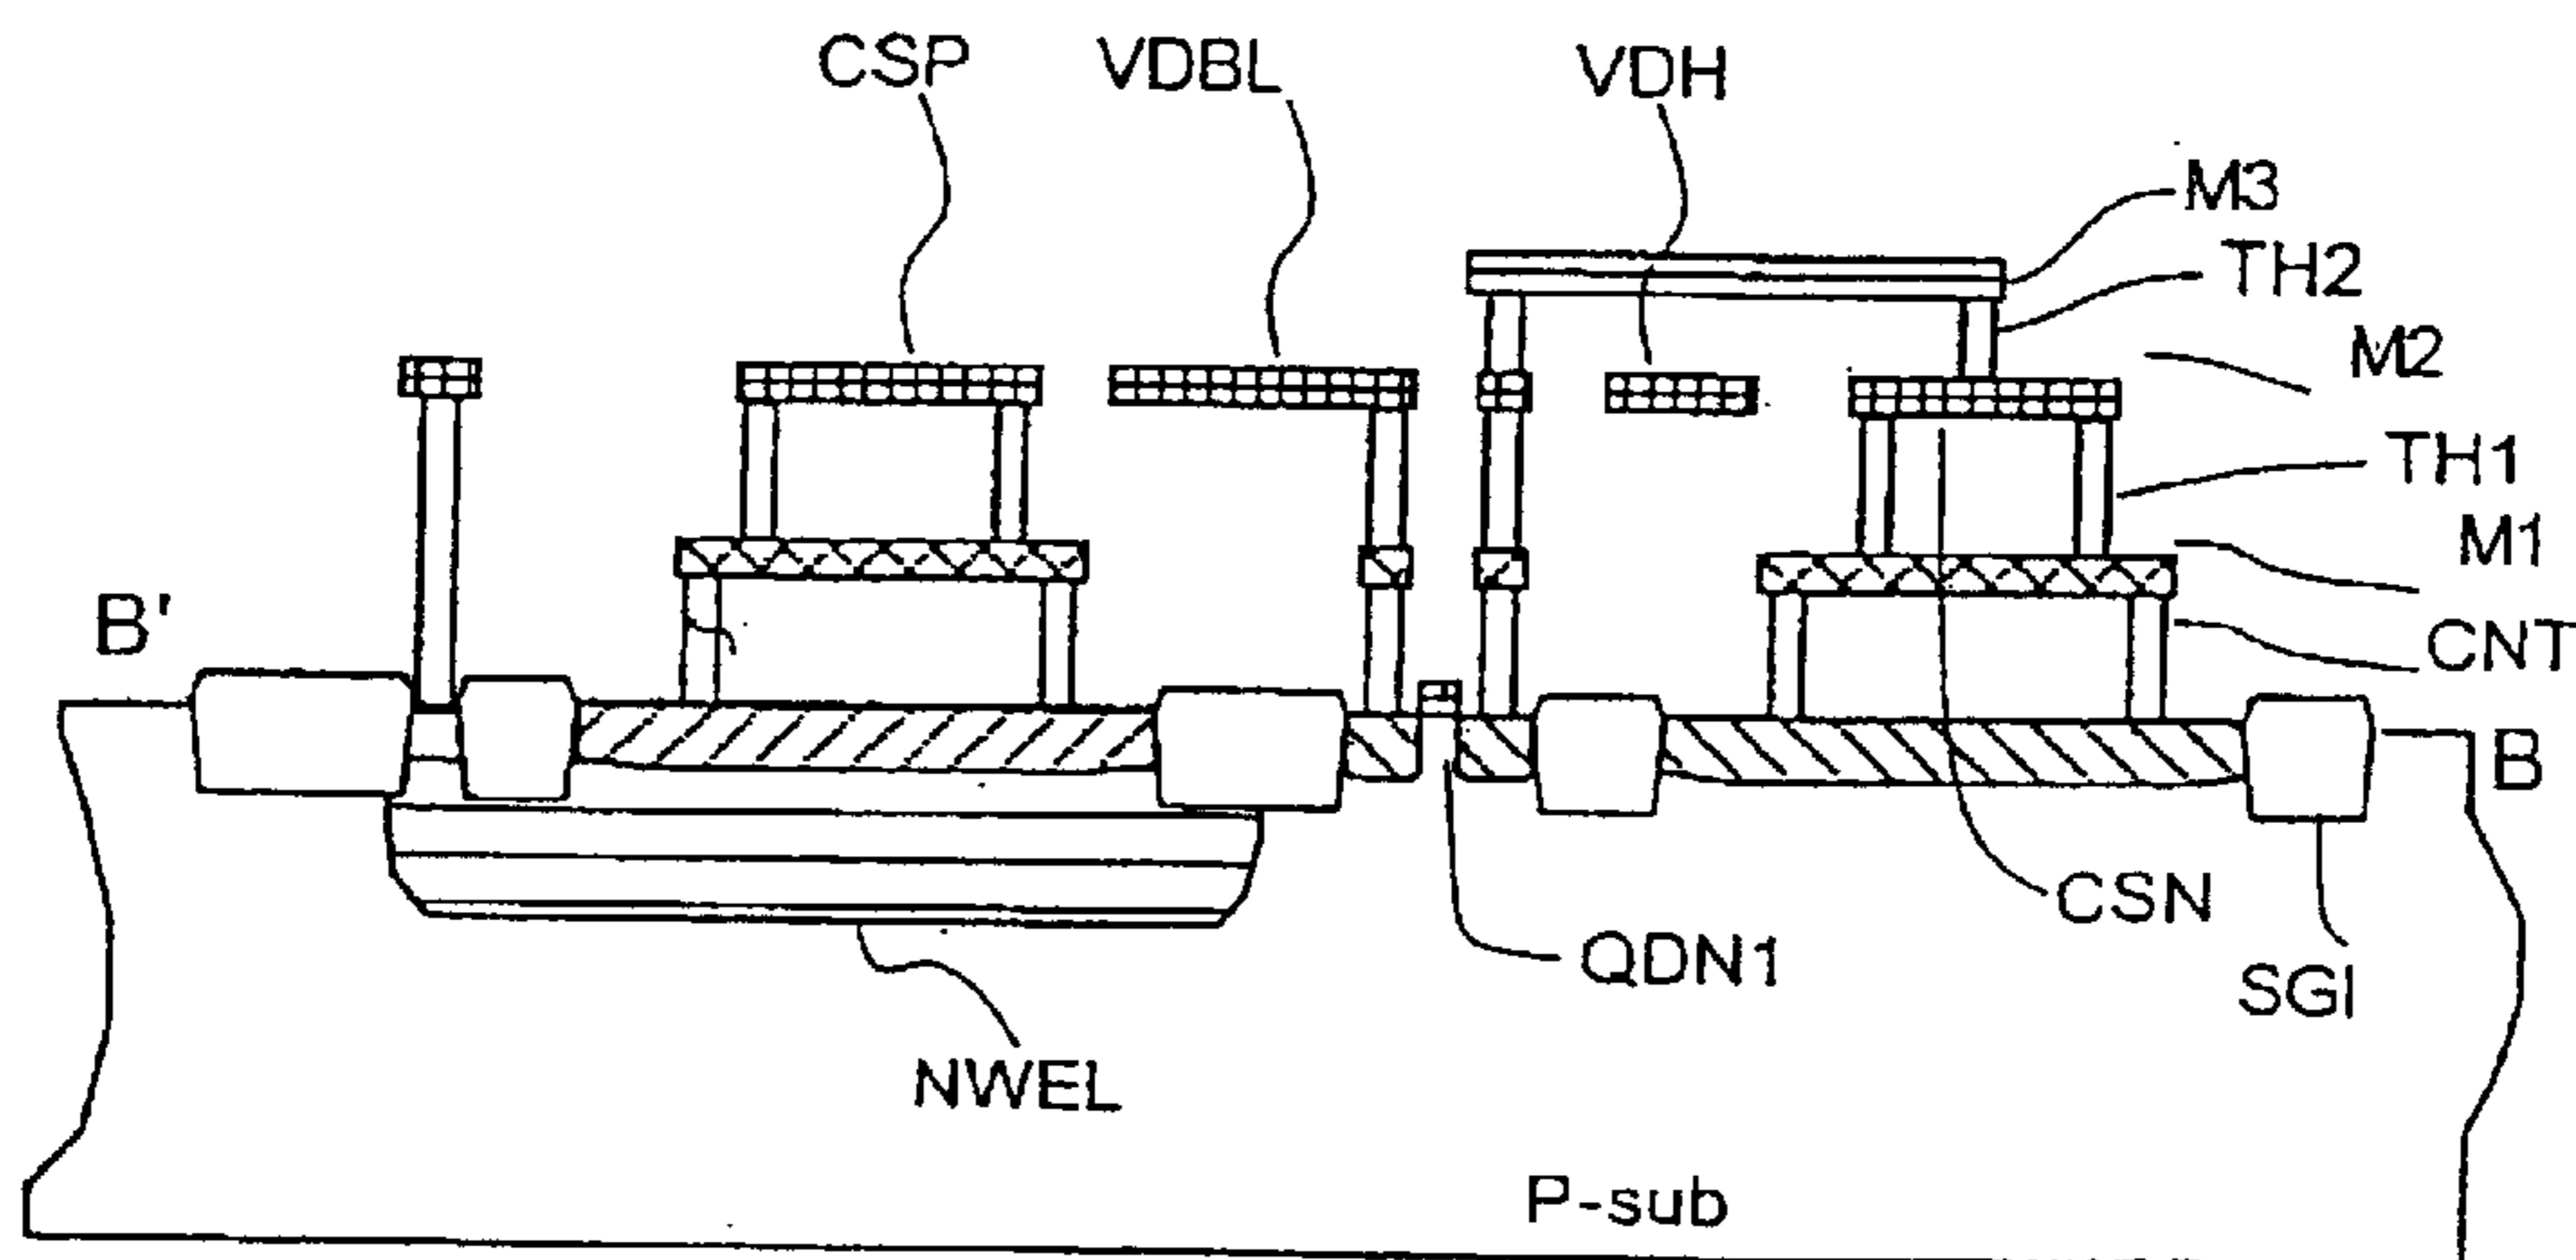 CSP
VDBL
VDH
M3
TH2
M2
TH1
M1
CNT
B'
B
CSN
QDN1
SGI
NWEL
P-sub